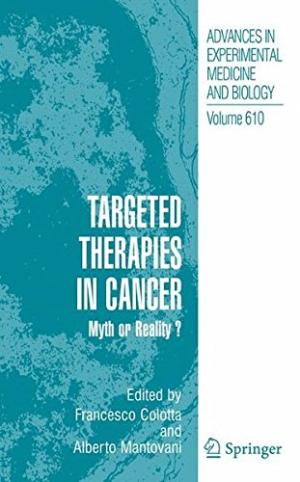 ADVANCES IN
EXPERIMENTAL
MEDICINE
AND BIOLOGY
Volume 610
TARGETED
THERAPIES
IN CANCER
Myth or Reality ?
Edited by
Francesco Colotta
and
Alberto Mantovani
Springer